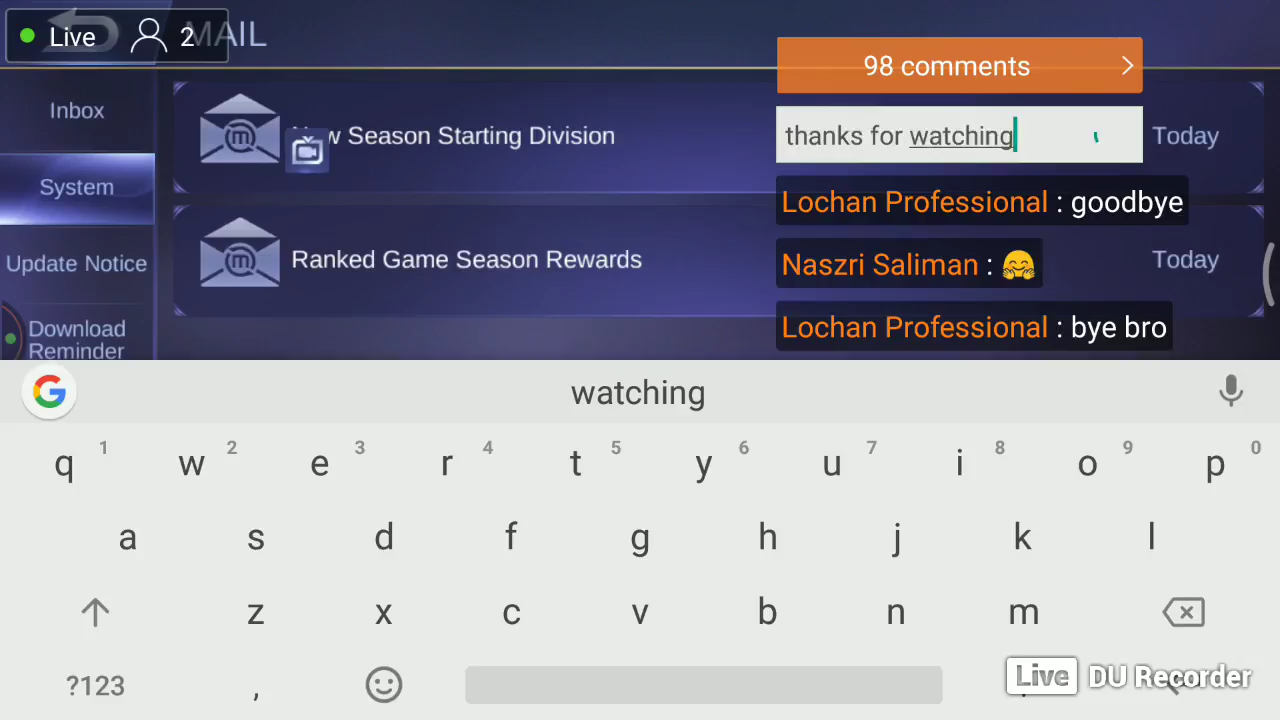 Live 2
MAIL
98 comments
Inbox
New Season Starting Division
thanks for watching
Today
System
Lochan Professional : goodbye
Update Notice
Ranked Game Season Rewards
Naszri Saliman : 🤗
Today
Download
Reminder
Lochan Professional : bye bro
watching
q 1 w 2 e 3 r 4 t 5 y 6 u 7 i 8 o 9 p 0
a s d f g h j k l
z x c v b n m
?123 , .
Live DU Recorder